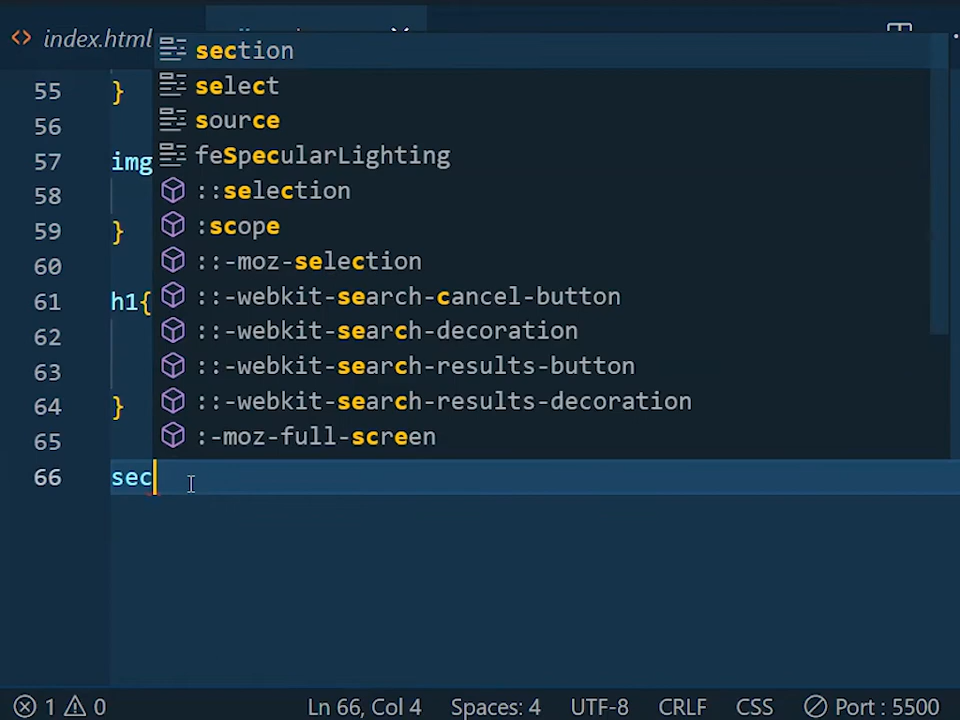 <> index.html
section
select
source
feSpecularLighting
::selection
:scope
::-moz-selection
::-webkit-search-cancel-button
::-webkit-search-decoration
::-webkit-search-results-button
::-webkit-search-results-decoration
:-moz-full-screen
55 }
56
57 img
58
59 }
60
61 h1{
62
63
64 }
65
66 sec
1 0 Ln 66, Col 4 Spaces: 4 UTF-8 CRLF CSS Port : 5500